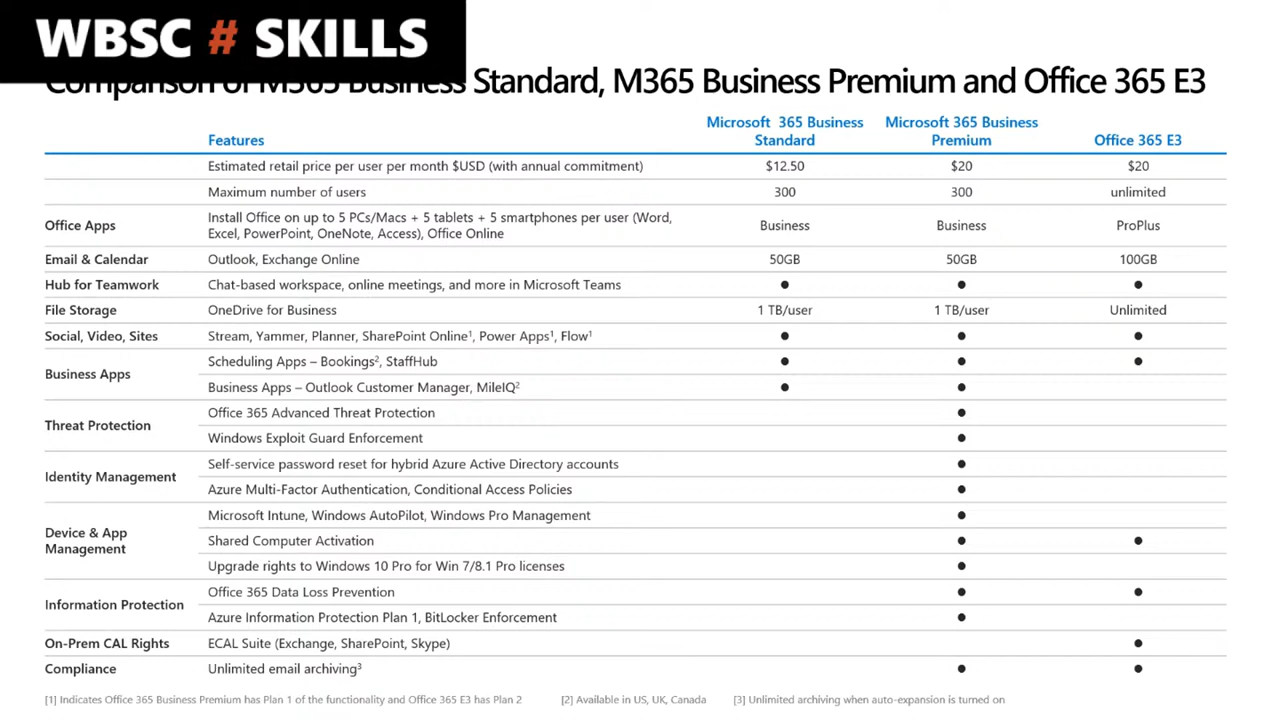 WBSC # SKILLS
Comparison of M365 Business Standard, M365 Business Premium and Office 365 E3
Features
Microsoft 365 Business Standard
Microsoft 365 Business Premium
Office 365 E3
Estimated retail price per user per month $USD (with annual commitment) $12.50 $20 $20
Maximum number of users 300 300 unlimited
Office Apps
Install Office on up to 5 PCs/Macs + 5 tablets + 5 smartphones per user (Word,
Excel, PowerPoint, OneNote, Access), Office Online
Business Business ProPlus
Email & Calendar Outlook, Exchange Online 50GB 50GB 100GB
Hub for Teamwork Chat-based workspace, online meetings, and more in Microsoft Teams ● ● ●
File Storage OneDrive for Business 1 TB/user 1 TB/user Unlimited
Social, Video, Sites Stream, Yammer, Planner, SharePoint Online¹, Power Apps¹, Flow¹ ● ● ●
Business Apps
Scheduling Apps – Bookings², StaffHub ● ● ●
Business Apps – Outlook Customer Manager, MileIQ² ● ●
Threat Protection
Office 365 Advanced Threat Protection ●
Windows Exploit Guard Enforcement ●
Identity Management
Self-service password reset for hybrid Azure Active Directory accounts ●
Azure Multi-Factor Authentication, Conditional Access Policies ●
Device & App
Management
Microsoft Intune, Windows AutoPilot, Windows Pro Management ●
Shared Computer Activation ● ●
Upgrade rights to Windows 10 Pro for Win 7/8.1 Pro licenses ●
Information Protection
Office 365 Data Loss Prevention ● ●
Azure Information Protection Plan 1, BitLocker Enforcement ●
On-Prem CAL Rights ECAL Suite (Exchange, SharePoint, Skype) ●
Compliance Unlimited email archiving³ ● ●
[1] Indicates Office 365 Business Premium has Plan 1 of the functionality and Office 365 E3 has Plan 2 [2] Available in US, UK, Canada [3] Unlimited archiving when auto-expansion is turned on